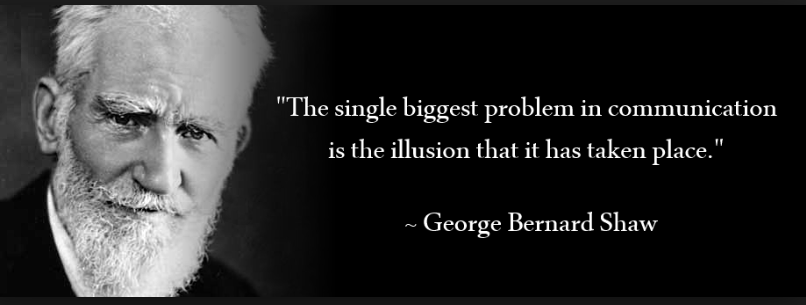 "The single biggest problem in communication
is the illusion that it has taken place."
~ George Bernard Shaw